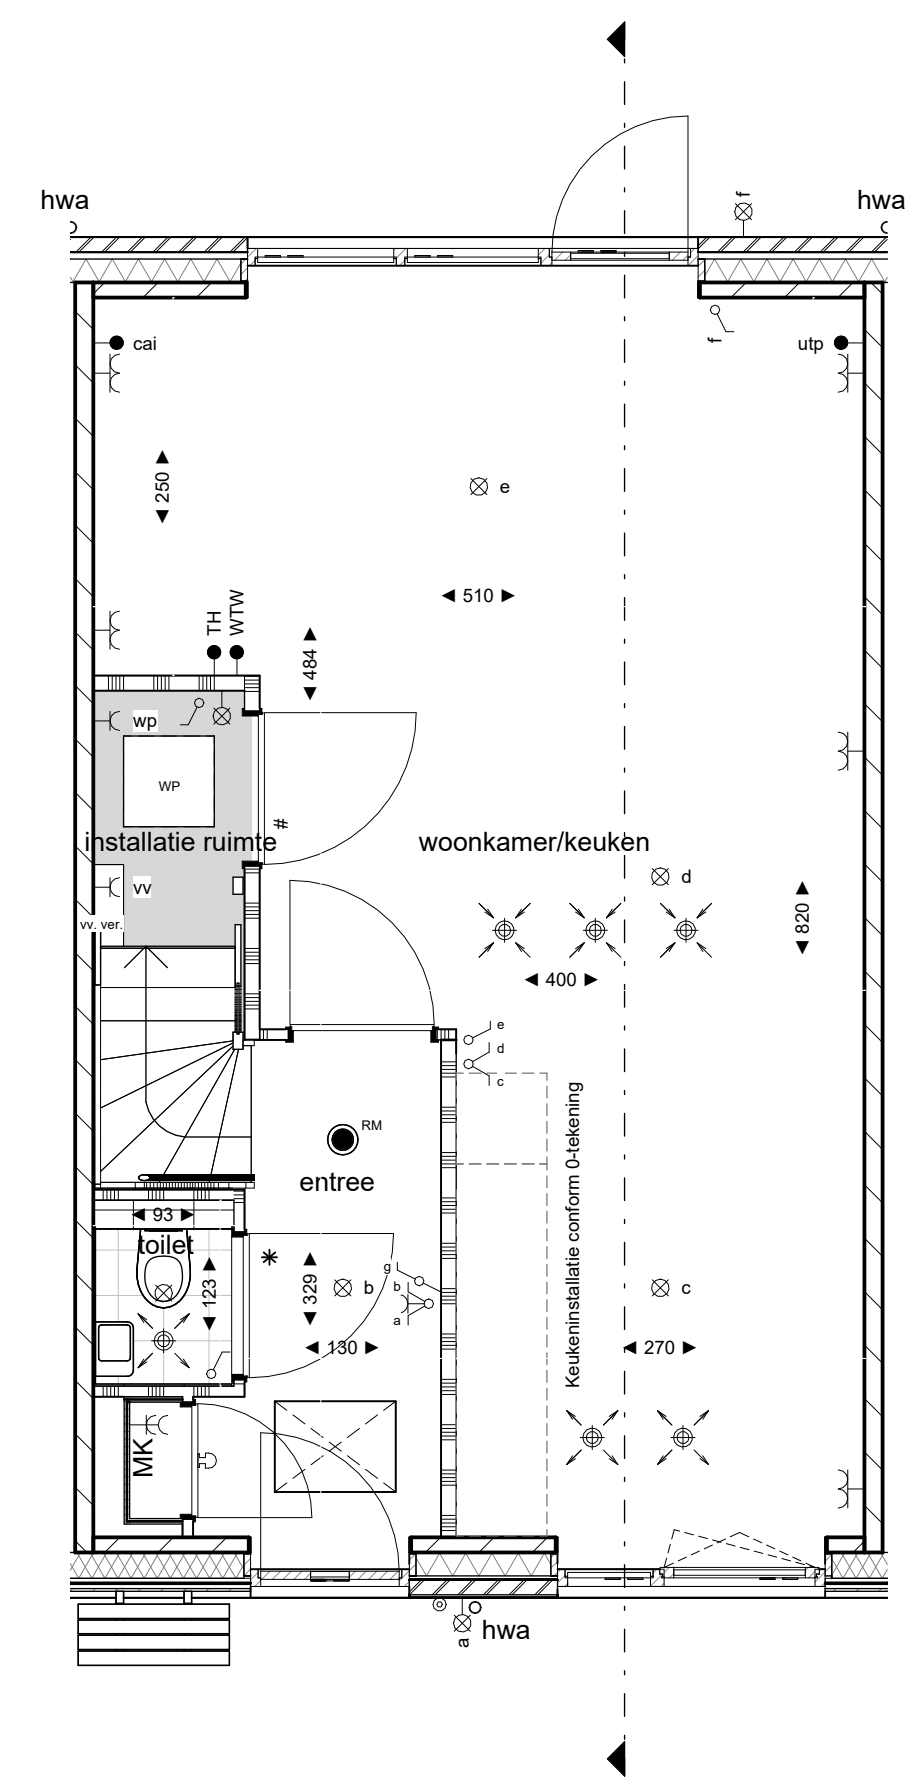 hwa
hwa
f
f
cai
utp
250
e
510
TH
WTW
484
wp
WP
installatie ruimte
#
woonkamer/keuken
d
vv
vv. ver.
820
400
e
d
c
Keukeninstallatie conform 0-tekening
RM
entree
93
toilet
123
329
b
g
b
a
c
130
270
MK
a
hwa